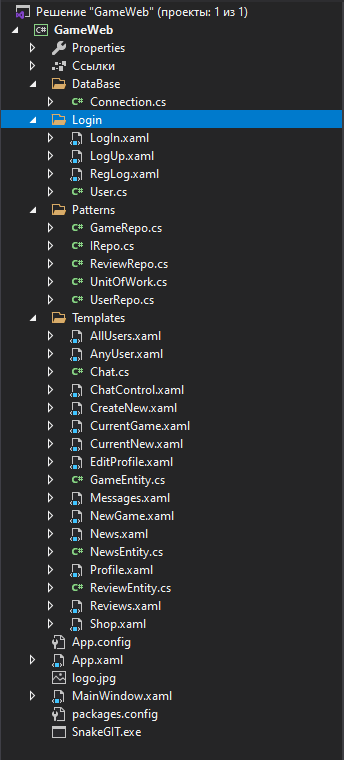 Решение "GameWeb" (проекты: 1 из 1)
C# GameWeb
Properties
Ссылки
DataBase
C# Connection.cs
Login
LogIn.xaml
LogUp.xaml
RegLog.xaml
C# User.cs
Patterns
C# GameRepo.cs
C# IRepo.cs
C# ReviewRepo.cs
C# UnitOfWork.cs
C# UserRepo.cs
Templates
AllUsers.xaml
AnyUser.xaml
C# Chat.cs
ChatControl.xaml
CreateNew.xaml
CurrentGame.xaml
CurrentNew.xaml
EditProfile.xaml
C# GameEntity.cs
Messages.xaml
NewGame.xaml
News.xaml
C# NewsEntity.cs
Profile.xaml
C# ReviewEntity.cs
Reviews.xaml
Shop.xaml
App.config
App.xaml
logo.jpg
MainWindow.xaml
packages.config
SnakeGIT.exe